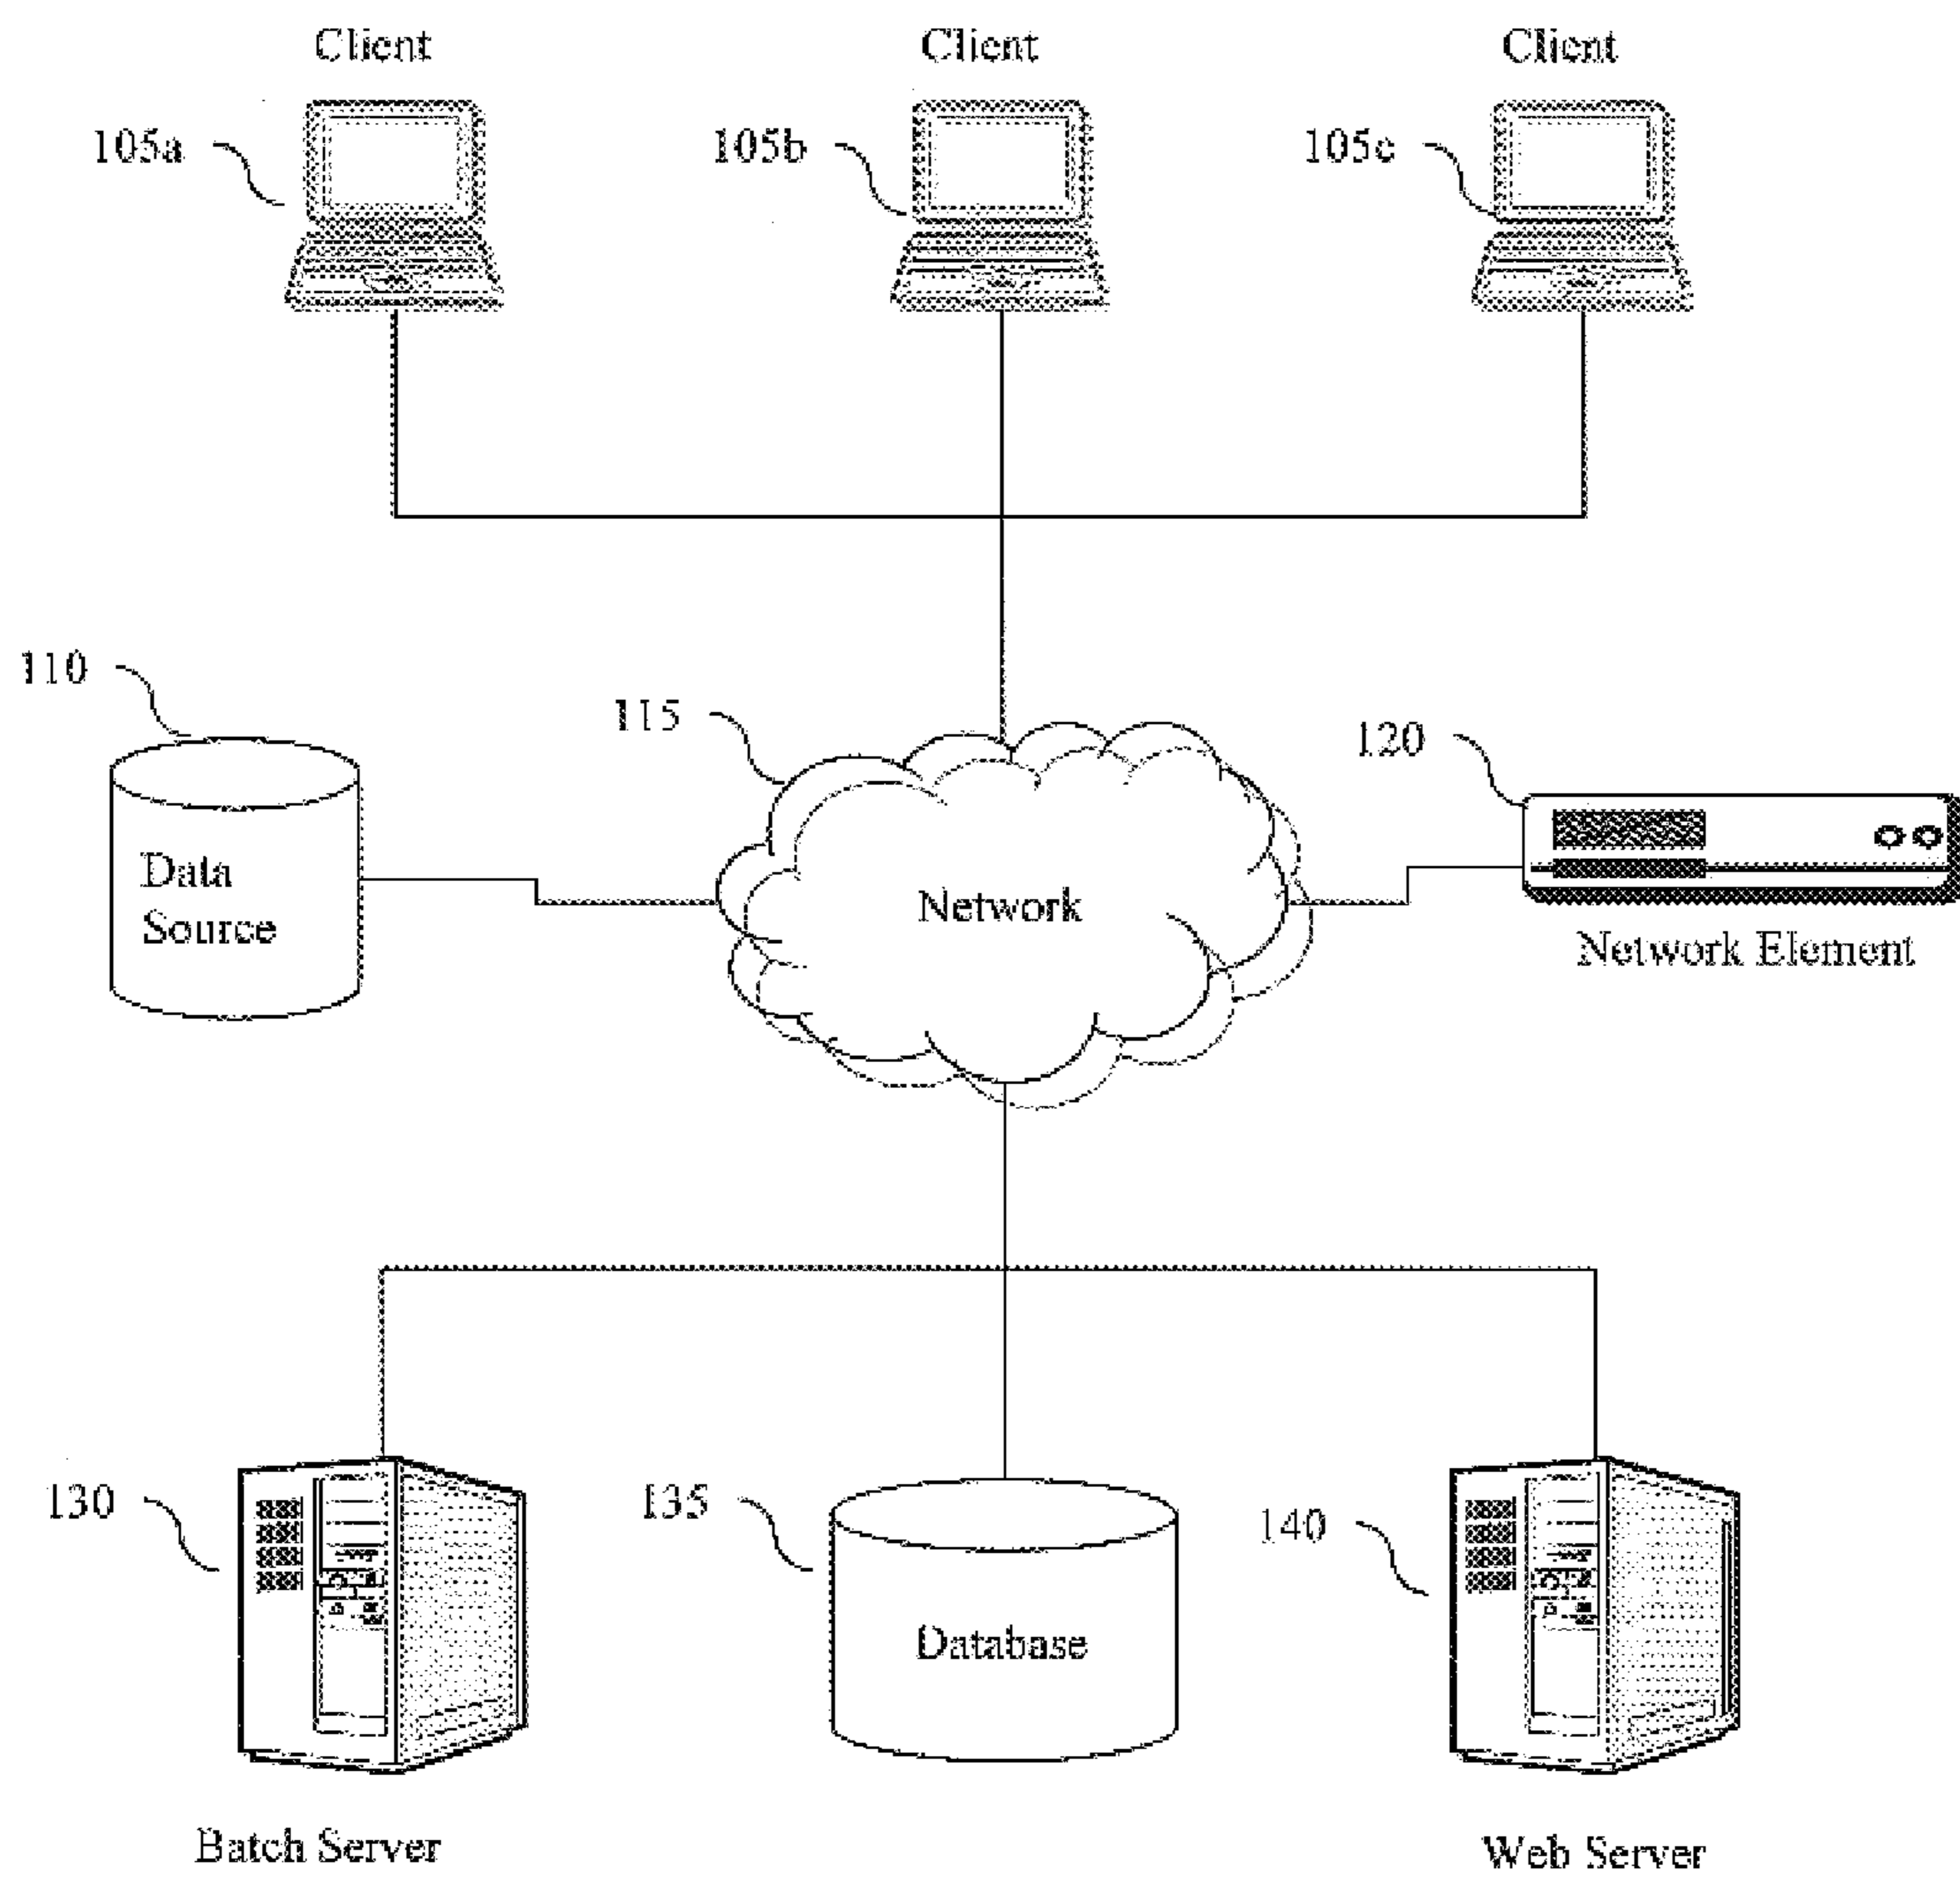 Client
Client
Client
105a
105b
105c
110
115
120
Data
Source
Network
Network Element
130
135
140
Database
Batch Server
Web Server